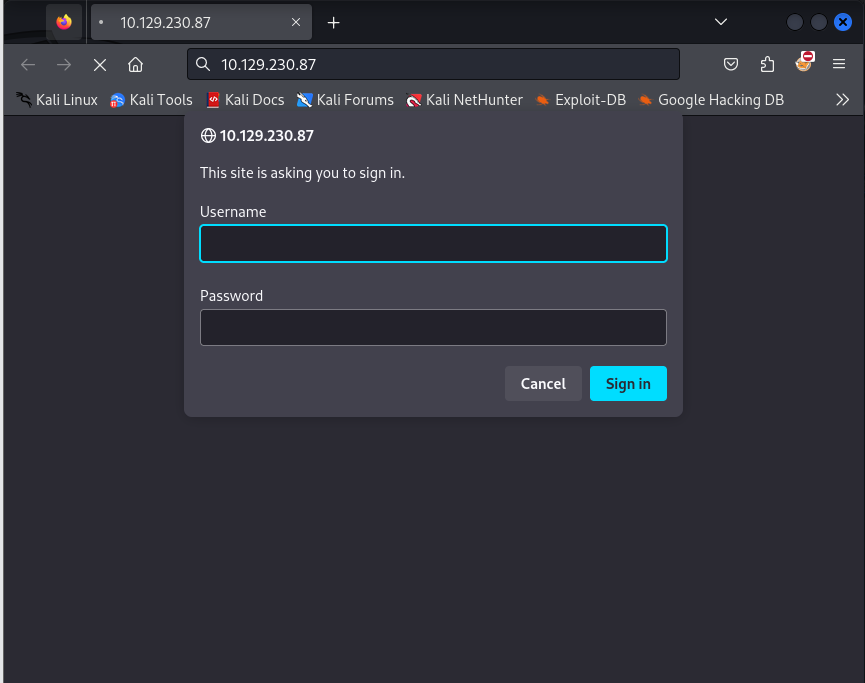 10.129.230.87
10.129.230.87
Kali Linux Kali Tools Kali Docs Kali Forums Kali NetHunter Exploit-DB Google Hacking DB
10.129.230.87
This site is asking you to sign in.
Username
Password
Cancel Sign in